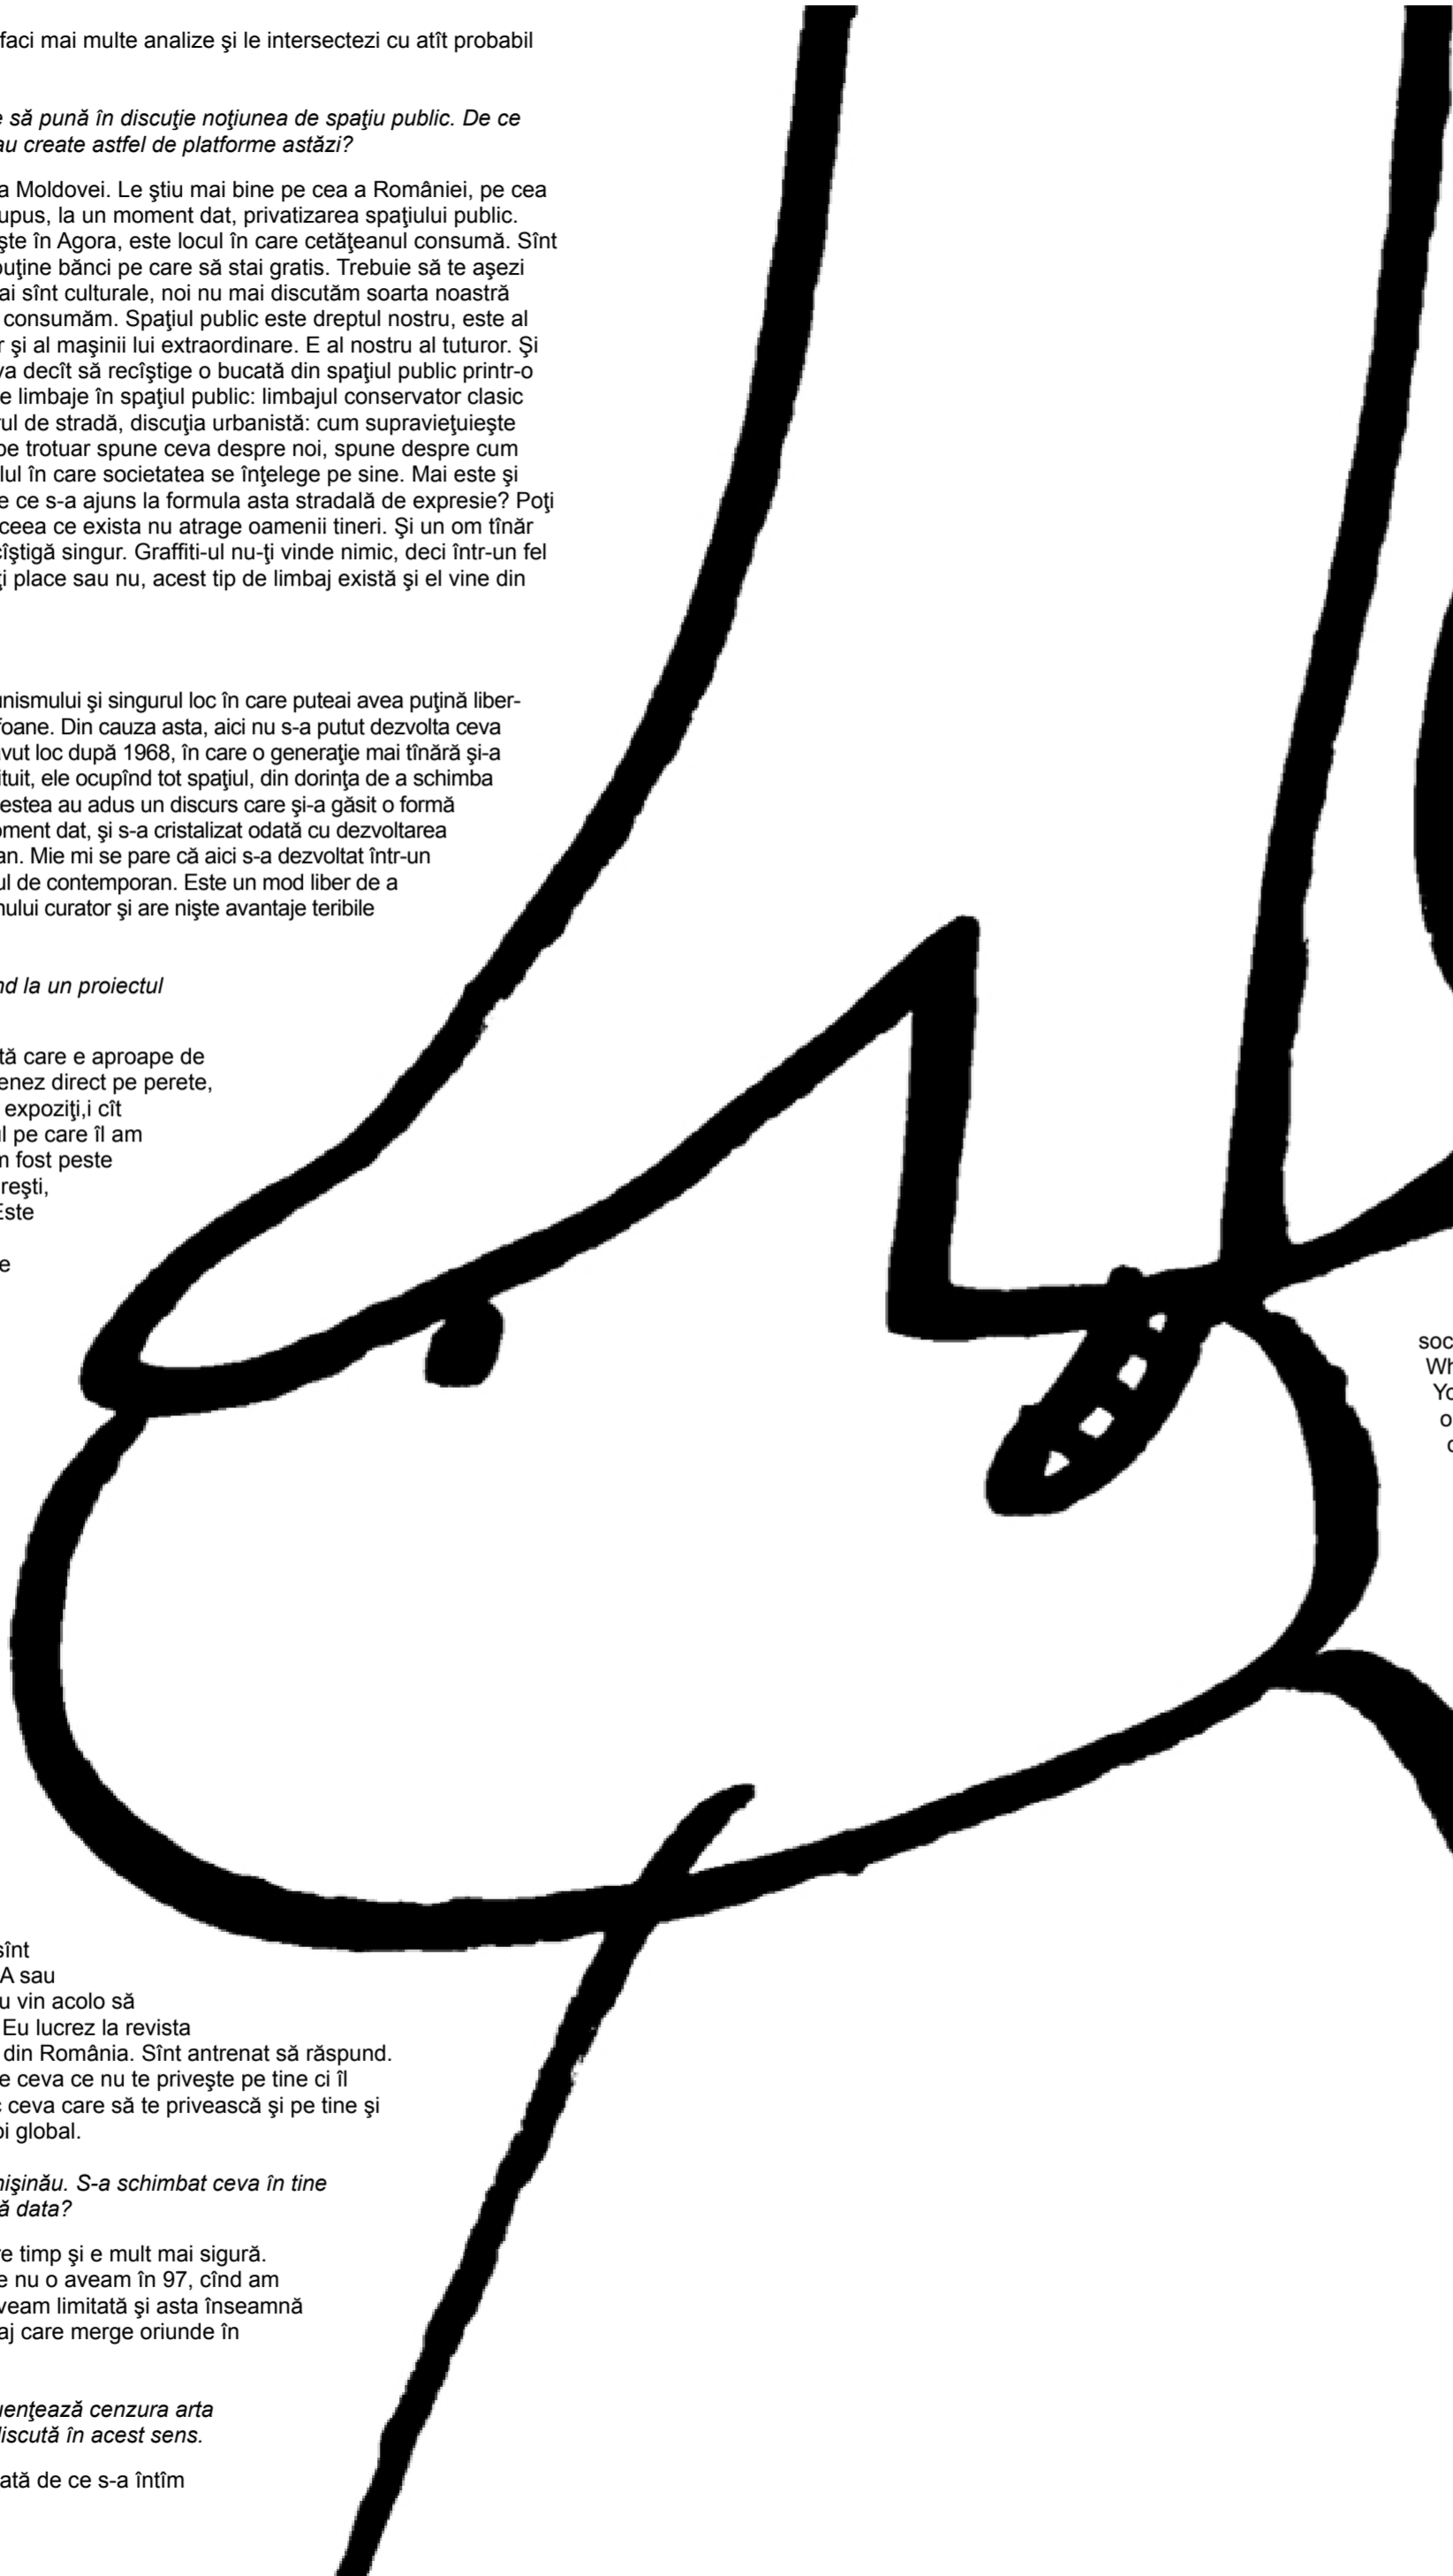 faci mai multe analize şi le intersectezi cu atît probabil
e să pună în discuţie noţiunea de spaţiu public. De ce
au create astfel de platforme astăzi?
a Moldovei. Le ştiu mai bine pe cea a României, pe cea
upus, la un moment dat, privatizarea spaţiului public.
şte în Agora, este locul în care cetăţeanul consumă. Sînt
puţine bănci pe care să stai gratis. Trebuie să te aşezi
ai sînt culturale, noi nu mai discutăm soarta noastră
consumăm. Spaţiul public este dreptul nostru, este al
r şi al maşinii lui extraordinare. E al nostru al tuturor. Şi
va decît să recîştige o bucată din spaţiul public printr-o
e limbaje în spaţiul public: limbajul conservator clasic
rul de stradă, discuţia urbanistă: cum supravieţuieşte
pe trotuar spune ceva despre noi, spune despre cum
lul în care societatea se înţelege pe sine. Mai este şi
e ce s-a ajuns la formula asta stradală de expresie? Poţi
ceea ce exista nu atrage oamenii tineri. Şi un om tînăr
cîştigă singur. Graffiti-ul nu-ţi vinde nimic, deci într-un fel
ţi place sau nu, acest tip de limbaj există şi el vine din
unismului şi singurul loc în care puteai avea puţină liber-
foane. Din cauza asta, aici nu s-a putut dezvolta ceva
avut loc după 1968, în care o generaţie mai tînără şi-a
tituit, ele ocupînd tot spaţiul, din dorinţa de a schimba
estea au adus un discurs care şi-a găsit o formă
oment dat, şi s-a cristalizat odată cu dezvoltarea
an. Mie mi se pare că aici s-a dezvoltat într-un
ul de contemporan. Este un mod liber de a
nului curator şi are nişte avantaje teribile
nd la un proiectul
tă care e aproape de
enez direct pe perete,
expoziţi,i cît
ul pe care îl am
m fost peste
reşti,
Este
e
soc
Wh
Yo
o
c
sînt
A sau
u vin acolo să
Eu lucrez la revista
din România. Sînt antrenat să răspund.
e ceva ce nu te priveşte pe tine ci îl
c ceva care să te privească şi pe tine şi
oi global.
hişinău. S-a schimbat ceva în tine
ă data?
re timp şi e mult mai sigură.
e nu o aveam în 97, cînd am
veam limitată şi asta înseamnă
aj care merge oriunde în
uenţează cenzura arta
discută în acest sens.
ată de ce s-a întîm